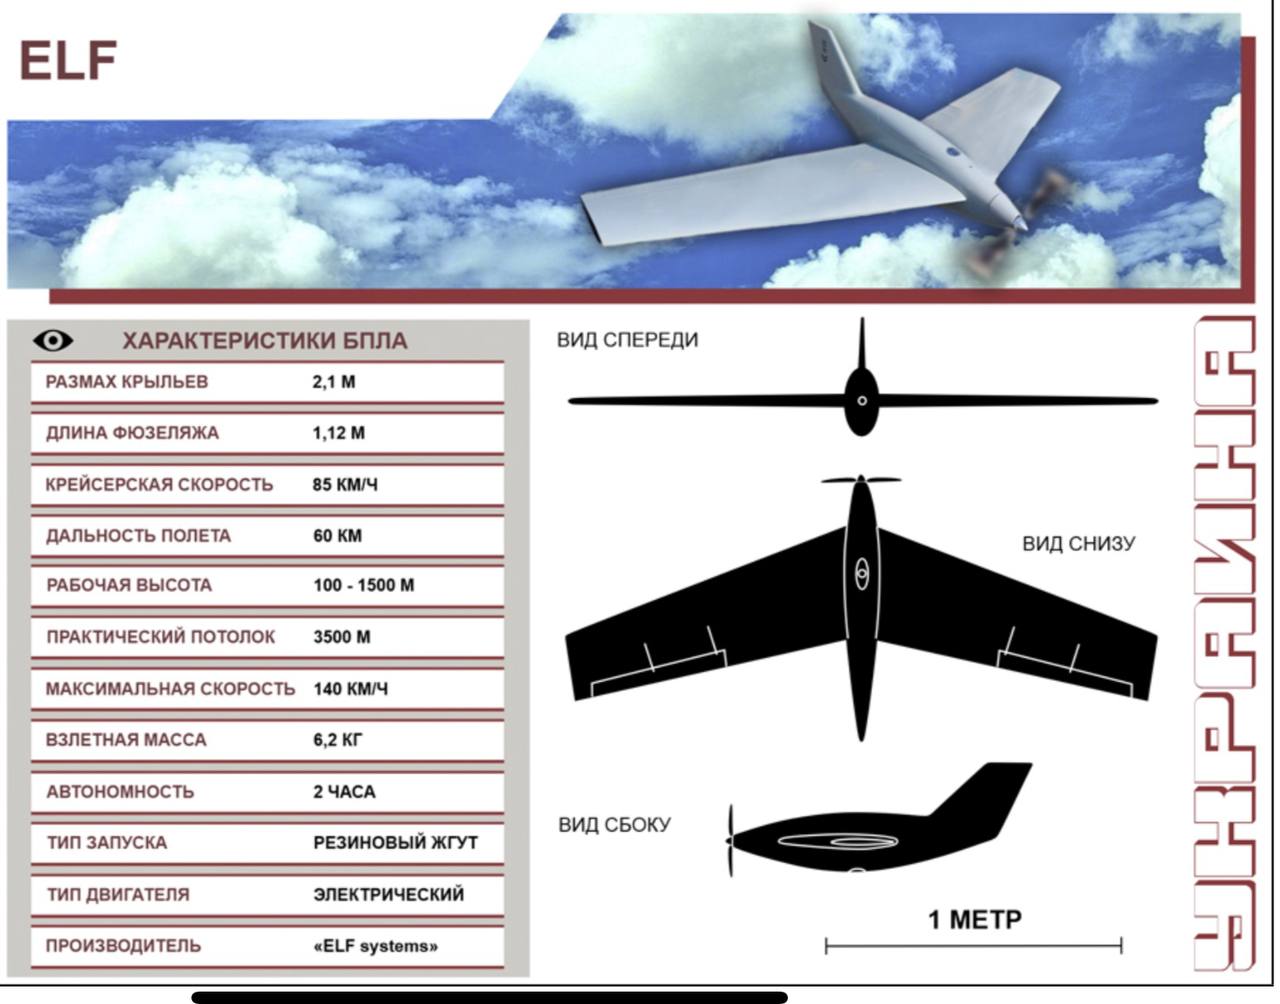 ELF
ХАРАКТЕРИСТИКИ БПЛА
РАЗМАХ КРЫЛЬЕВ 2,1 М
ДЛИНА ФЮЗЕЛЯЖА 1,12 М
КРЕЙСЕРСКАЯ СКОРОСТЬ 85 КМ/Ч
ДАЛЬНОСТЬ ПОЛЕТА 60 КМ
РАБОЧАЯ ВЫСОТА 100 - 1500 М
ПРАКТИЧЕСКИЙ ПОТОЛОК 3500 М
МАКСИМАЛЬНАЯ СКОРОСТЬ 140 КМ/Ч
ВЗЛЕТНАЯ МАССА 6,2 КГ
АВТОНОМНОСТЬ 2 ЧАСА
ТИП ЗАПУСКА РЕЗИНОВЫЙ ЖГУТ
ТИП ДВИГАТЕЛЯ ЭЛЕКТРИЧЕСКИЙ
ПРОИЗВОДИТЕЛЬ «ELF systems»
ВИД СПЕРЕДИ
ВИД СНИЗУ
ВИД СБОКУ
1 МЕТР
УКРАИНА